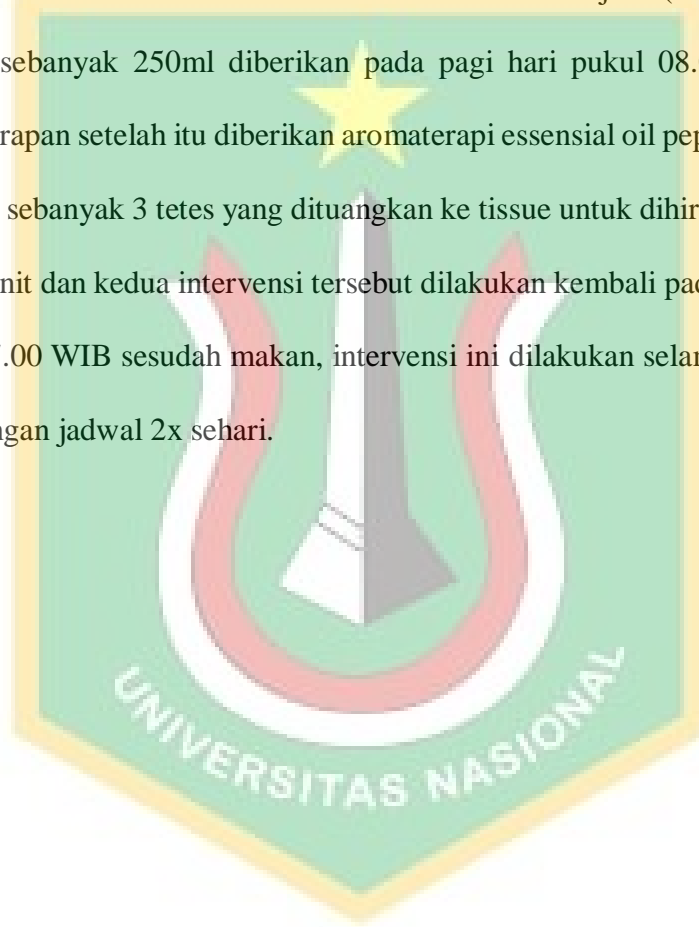 sebanyak 250ml diberikan pada pagi hari pukul 08.
rapan setelah itu diberikan aromaterapi essensial oil pep
sebanyak 3 tetes yang dituangkan ke tissue untuk dihir
nit dan kedua intervensi tersebut dilakukan kembali pad
.00 WIB sesudah makan, intervensi ini dilakukan selar
ngan jadwal 2x sehari.
UNIVERSITAS NASIONAL